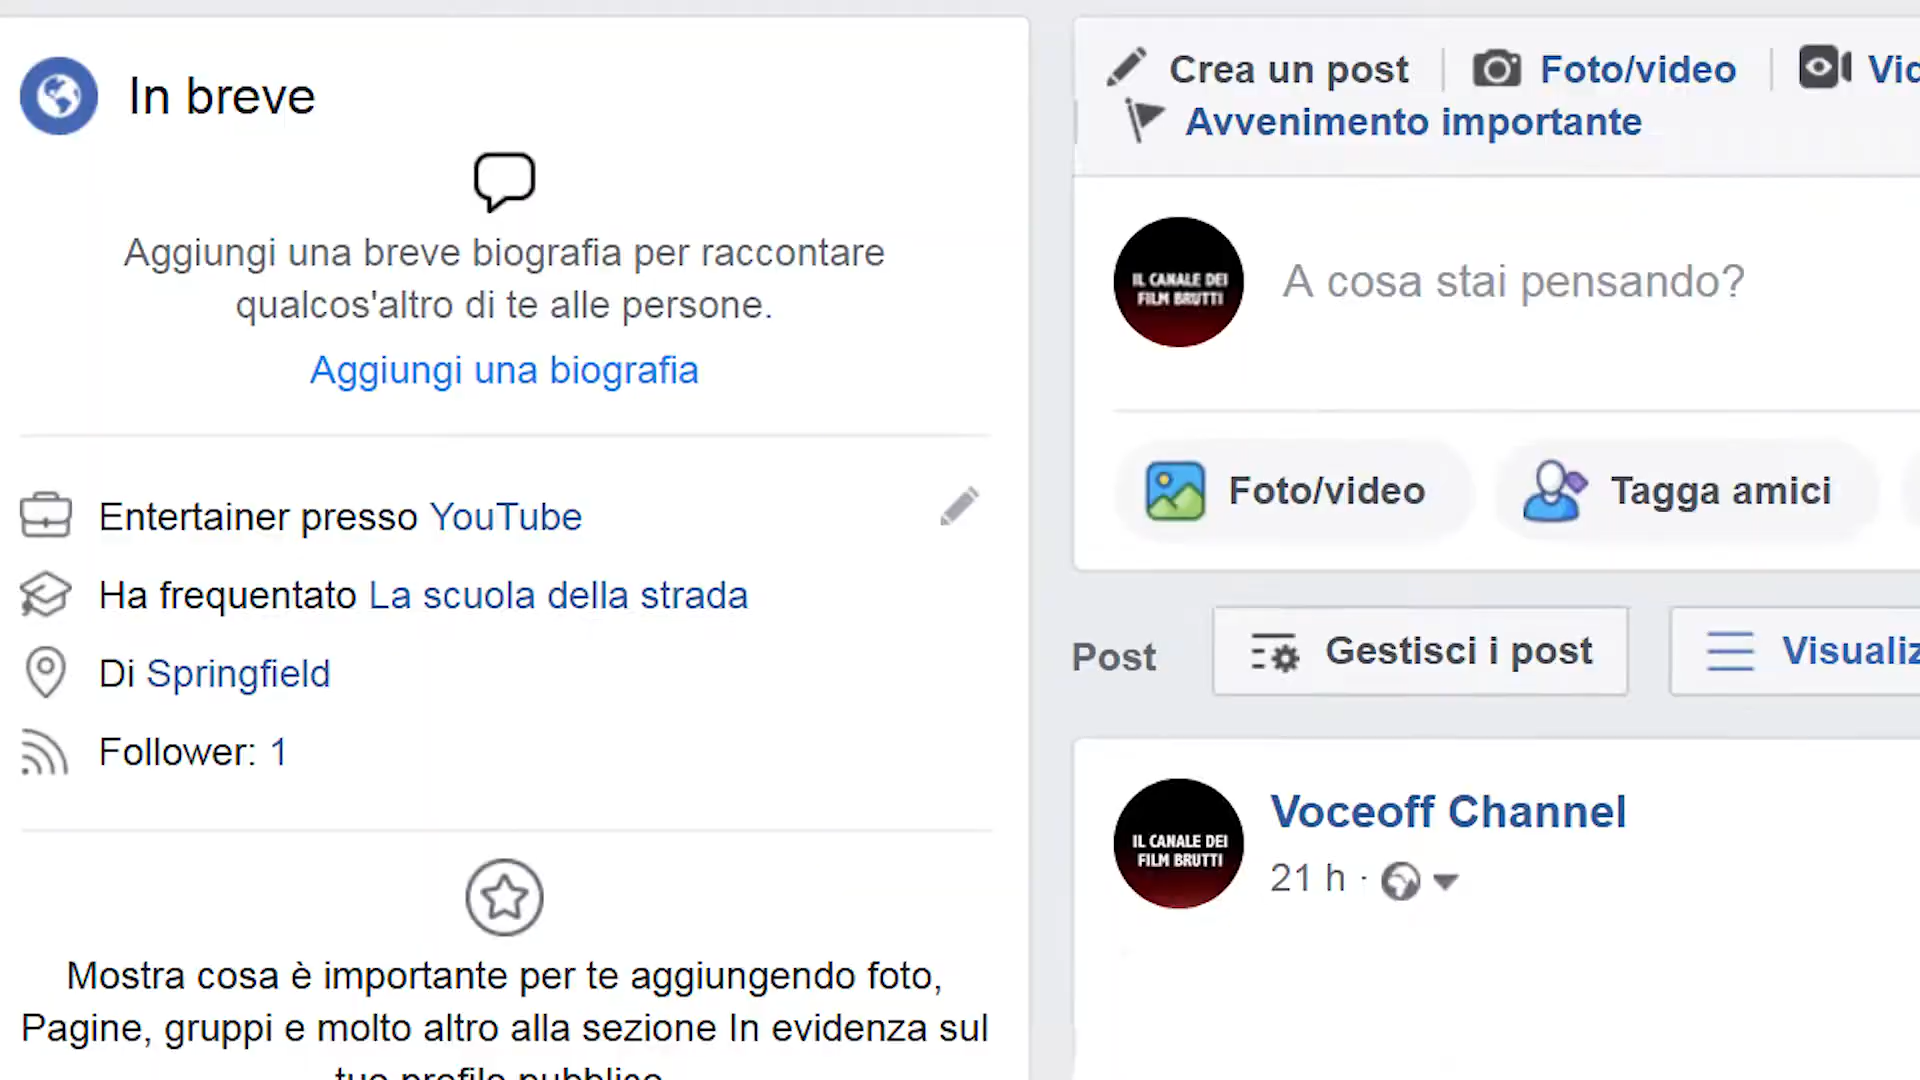 In breve
Aggiungi una breve biografia per raccontare
qualcos'altro di te alle persone.
Aggiungi una biografia
Entertainer presso YouTube
Ha frequentato La scuola della strada
Di Springfield
Follower: 1
Mostra cosa è importante per te aggiungendo foto,
Pagine, gruppi e molto altro alla sezione In evidenza sul
tuo profilo pubblico
Crea un post Foto/video
Avvenimento importante
IL CANALE DEI
FILM BRUTTI
A cosa stai pensando?
Foto/video Tagga amici
Post Gestisci i post
IL CANALE DEI
FILM BRUTTI
Voceoff Channel
21 h ·